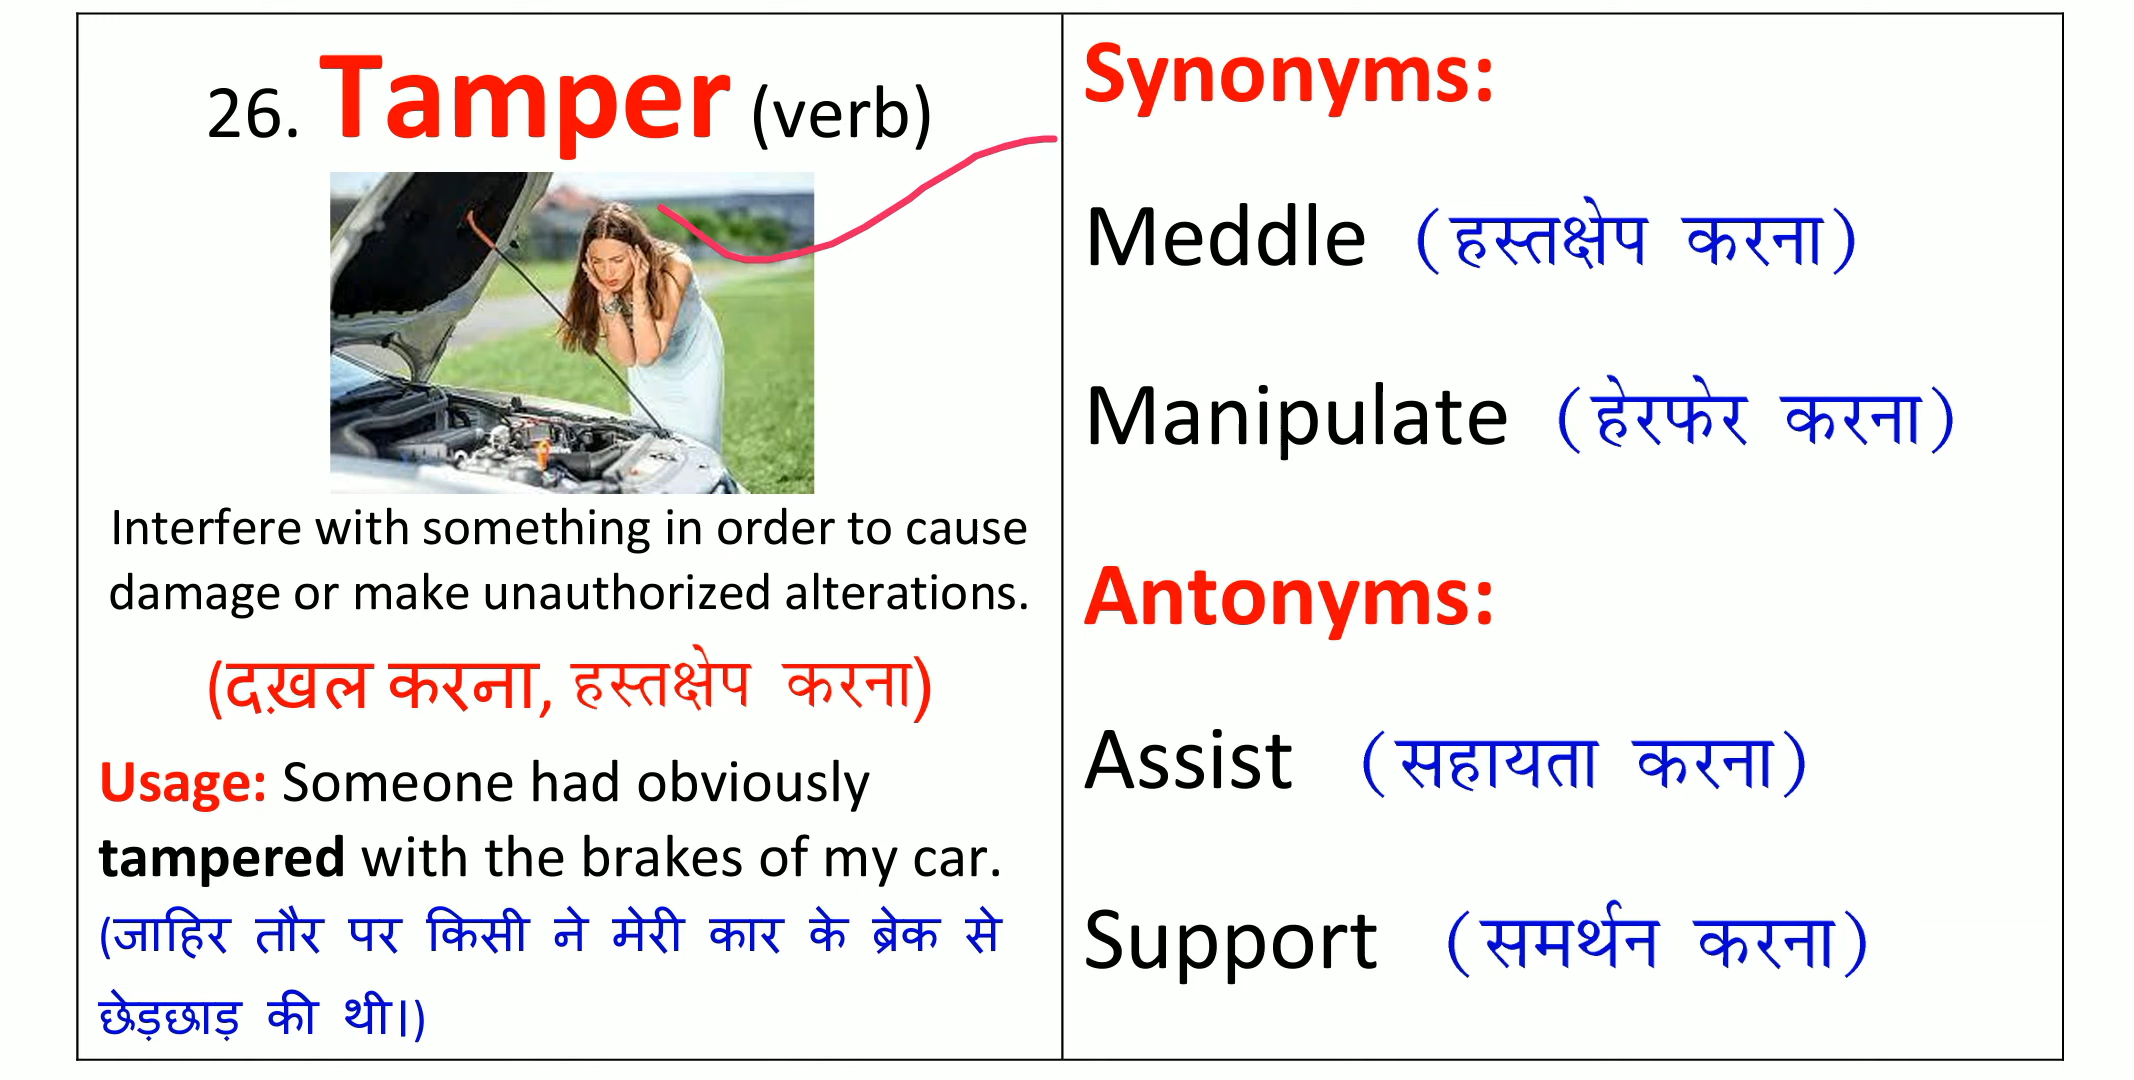 26. Tamper (verb)
Interfere with something in order to cause
damage or make unauthorized alterations.
(दख़ल करना, हस्तक्षेप करना)
Usage: Someone had obviously
tampered with the brakes of my car.
(जाहिर तौर पर किसी ने मेरी कार के ब्रेक से
छेड़छाड़ की थी।)
Synonyms:
Meddle (हस्तक्षेप करना)
Manipulate (हेरफेर करना)
Antonyms:
Assist (सहायता करना)
Support (समर्थन करना)